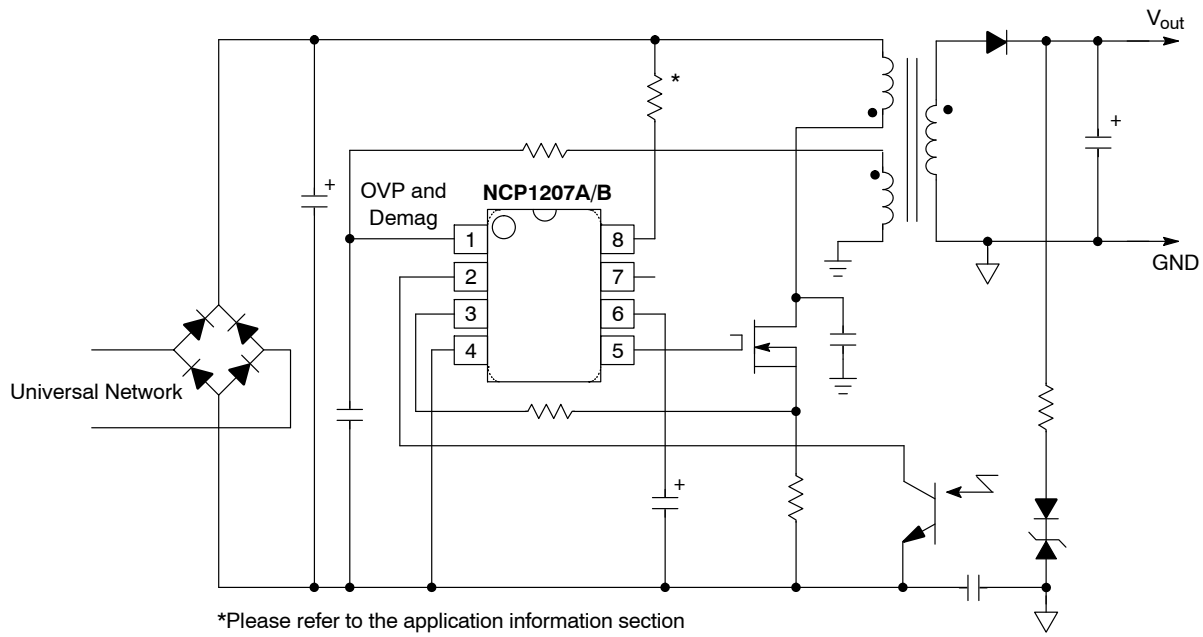 V_out
*
+
+
OVP and
Demag
NCP1207A/B
1
8
2
7
3
6
4
5
GND
Universal Network
+
*Please refer to the application information section